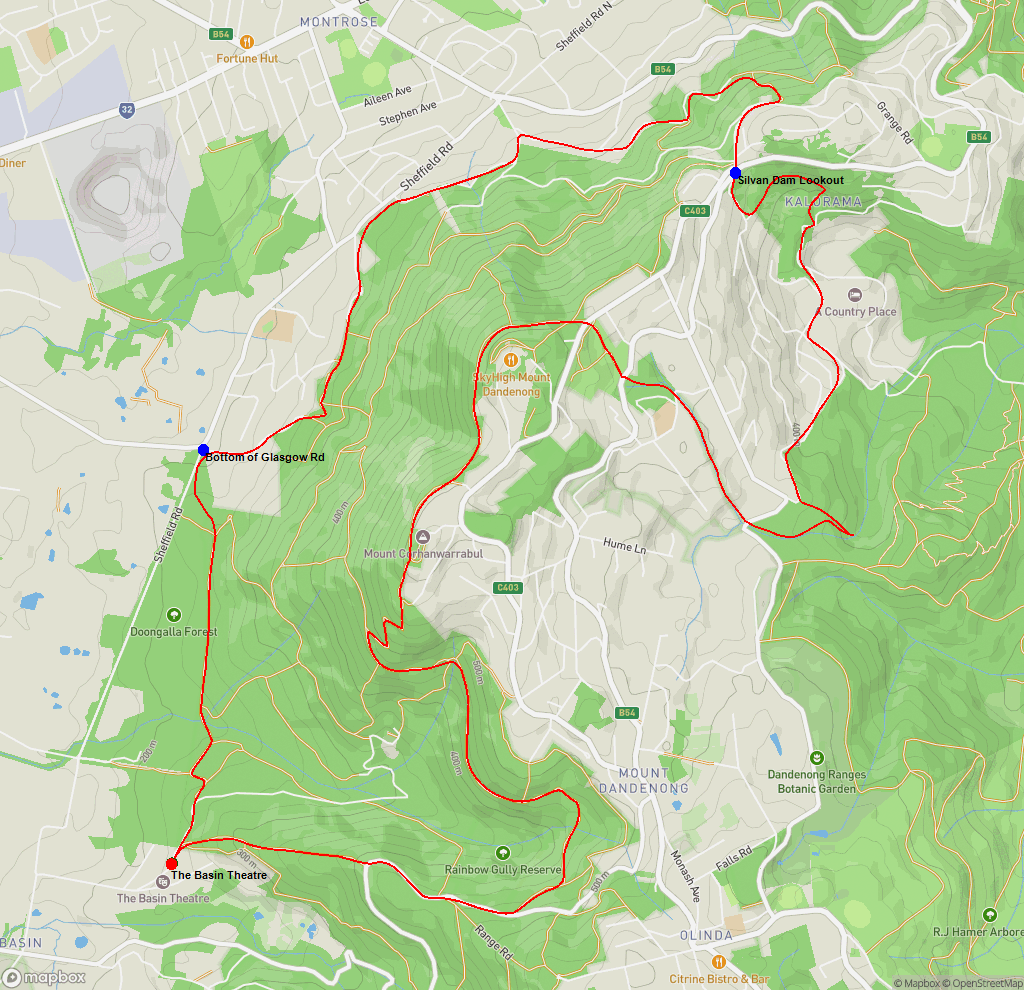 MONTROSE
B54
Fortune Hut
Sheffield Rd N
B54
32
Aileen Ave
Stephen Ave
Grange Rd
B54
Diner
Sheffield Rd
Silvan Dam Lookout
KALORAMA
C403
A Country Place
SkyHigh Mount
Dandenong
400 m
Bottom of Glasgow Rd
400 m
Sheffield Rd
Mount Corhanwarrabul
Hume Ln
C403
Doongalla Forest
500 m
B54
200 m
400 m
MOUNT
DANDENONG
Dandenong Ranges
Botanic Garden
300 m
The Basin Theatre
The Basin Theatre
Rainbow Gully Reserve
500 m
Monash Ave
Falls Rd
BASIN
Range Rd
OLINDA
R.J Hamer Arbore
Citrine Bistro & Bar
mapbox
© Mapbox © OpenStreetMap